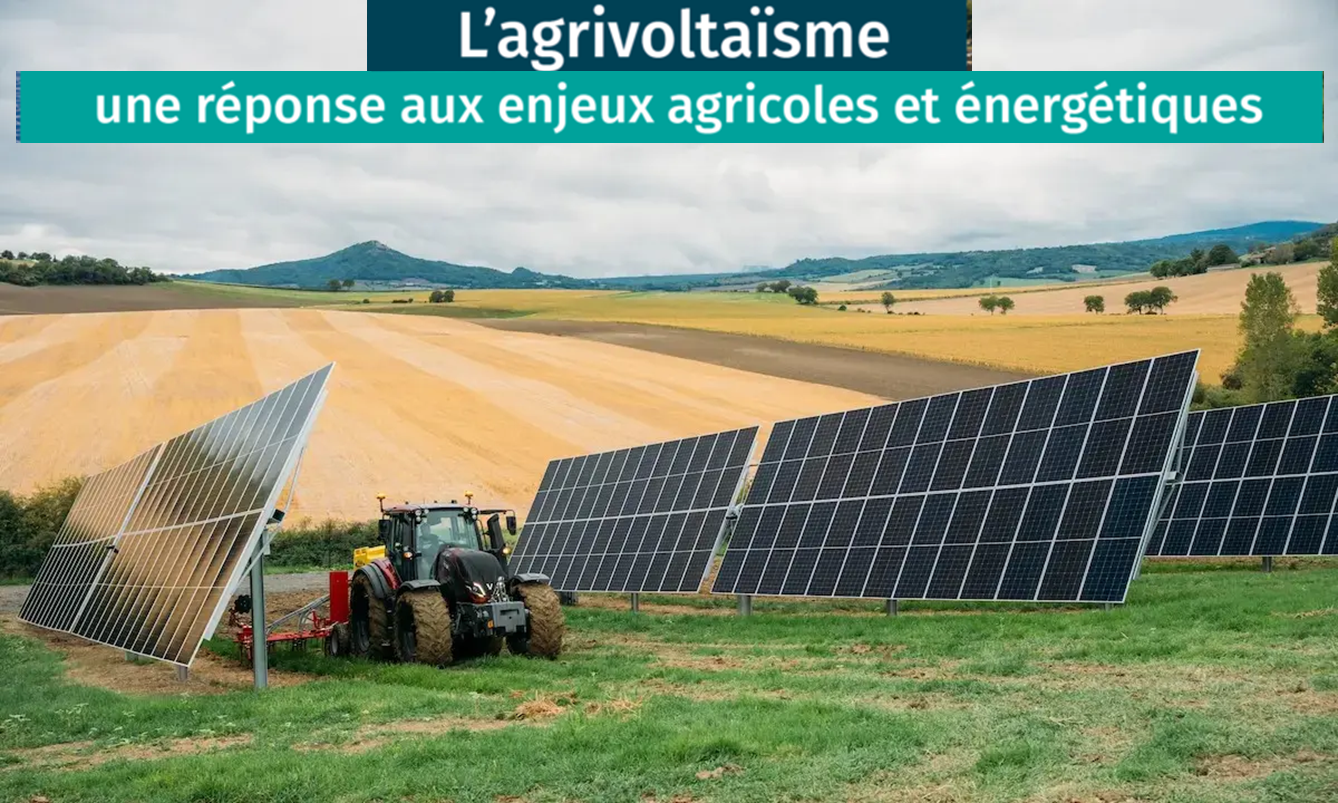 L’agrivoltaïsme
une réponse aux enjeux agricoles et énergétiques